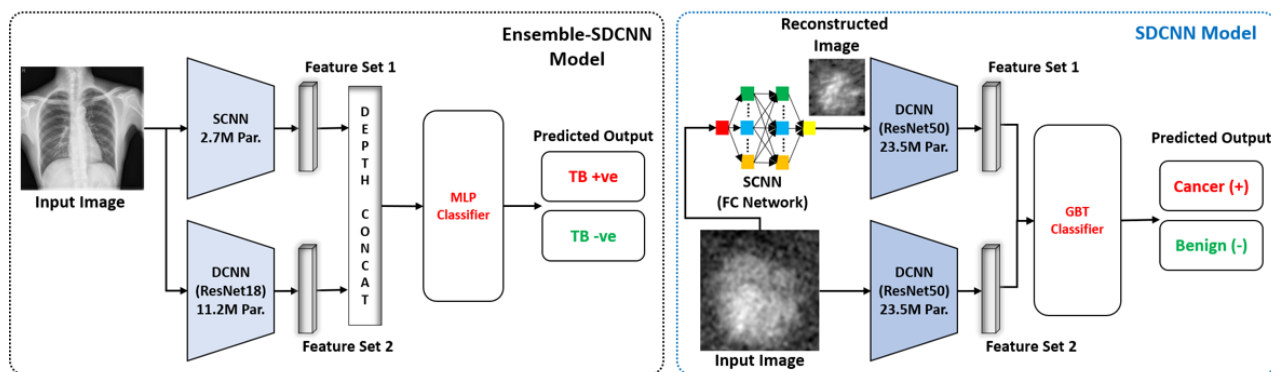 Ensemble-SDCNN
Model
Input Image
SCNN
2.7M Par.
Feature Set 1
DCNN
(ResNet18)
11.2M Par.
Feature Set 2
DEPTH CONCAT
MLP
Classifier
Predicted Output
TB +ve
TB -ve
SDCNN Model
Reconstructed
Image
SCNN
(FC Network)
Input Image
DCNN
(ResNet50)
23.5M Par.
Feature Set 1
DCNN
(ResNet50)
23.5M Par.
Feature Set 2
GBT
Classifier
Predicted Output
Cancer (+)
Benign (-)